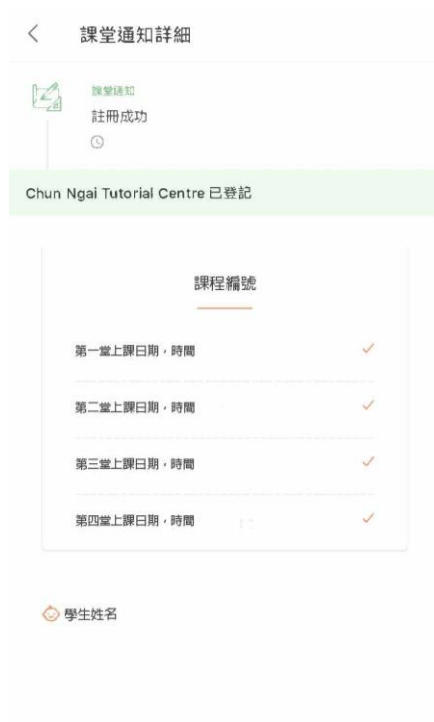 課堂通知詳細
課堂通知
註冊成功
Chun Ngai Tutorial Centre 已登記
課程編號
第一堂上課日期，時間
第二堂上課日期，時間
第三堂上課日期，時間
第四堂上課日期，時間
學生姓名